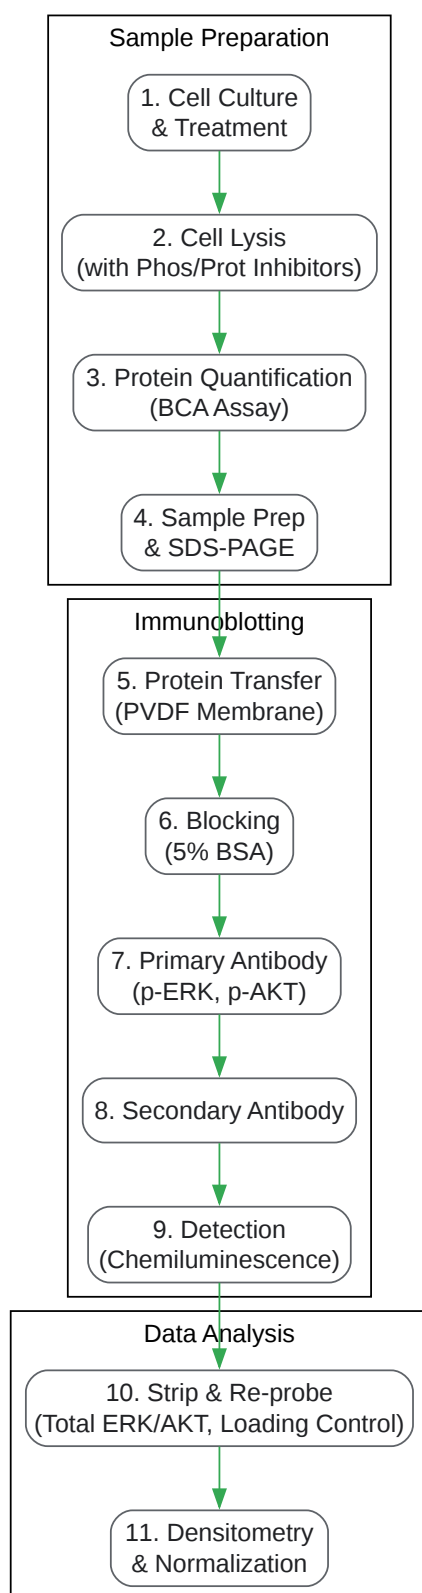 Sample Preparation
1. Cell Culture
& Treatment
2. Cell Lysis
(with Phos/Prot Inhibitors)
3. Protein Quantification
(BCA Assay)
4. Sample Prep
& SDS-PAGE
Immunoblotting
5. Protein Transfer
(PVDF Membrane)
6. Blocking
(5% BSA)
7. Primary Antibody
(p-ERK, p-AKT)
8. Secondary Antibody
9. Detection
(Chemiluminescence)
Data Analysis
10. Strip & Re-probe
(Total ERK/AKT, Loading Control)
11. Densitometry
& Normalization